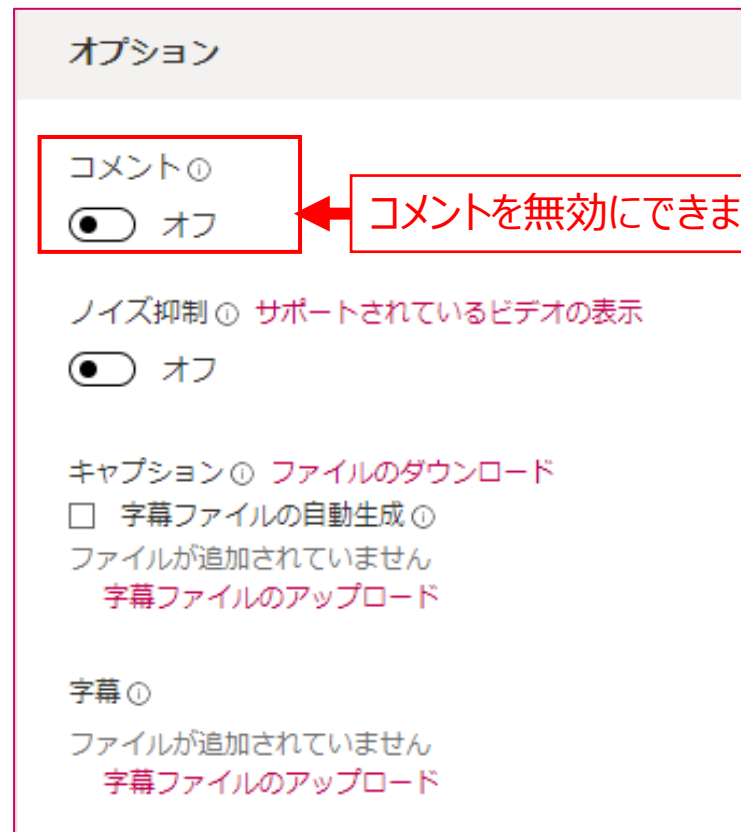 オプション
コメント
オフ
コメントを無効にできま
ノイズ抑制 サポートされているビデオの表示
オフ
キャプション ファイルのダウンロード
字幕ファイルの自動生成
ファイルが追加されていません
字幕ファイルのアップロード
字幕
ファイルが追加されていません
字幕ファイルのアップロード